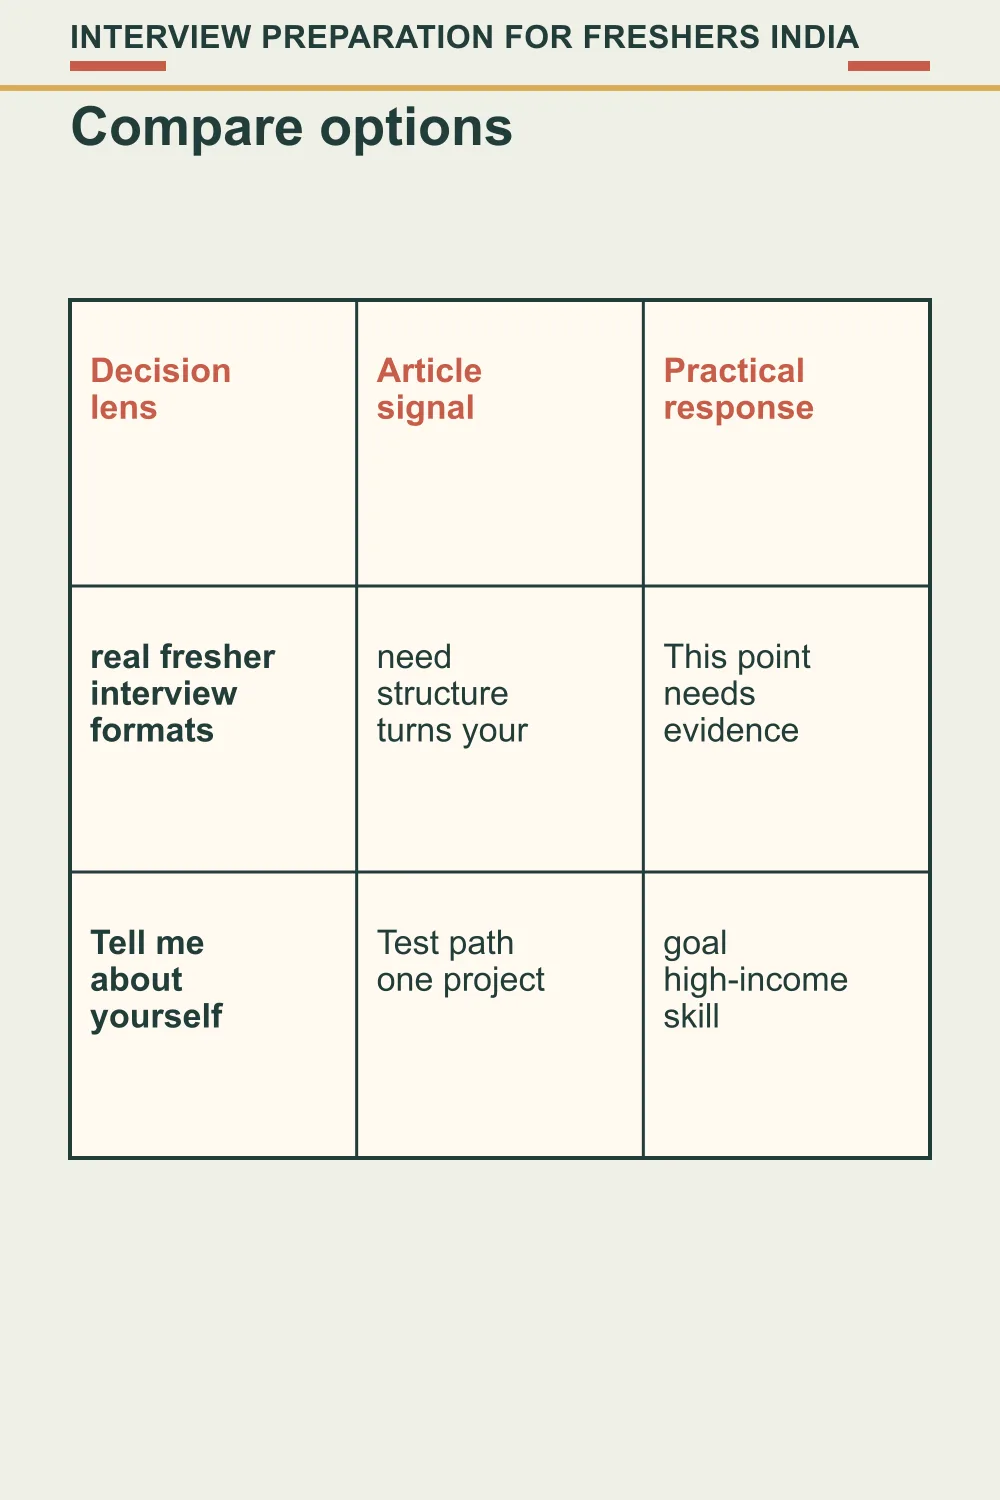 INTERVIEW PREPARATION FOR FRESHERS INDIA
Compare options
Decision
lens
Article
signal
Practical
response
real fresher
interview
formats
need
structure
turns your
This point
needs
evidence
Tell me
about
yourself
Test path
one project
goal
high-income
skill